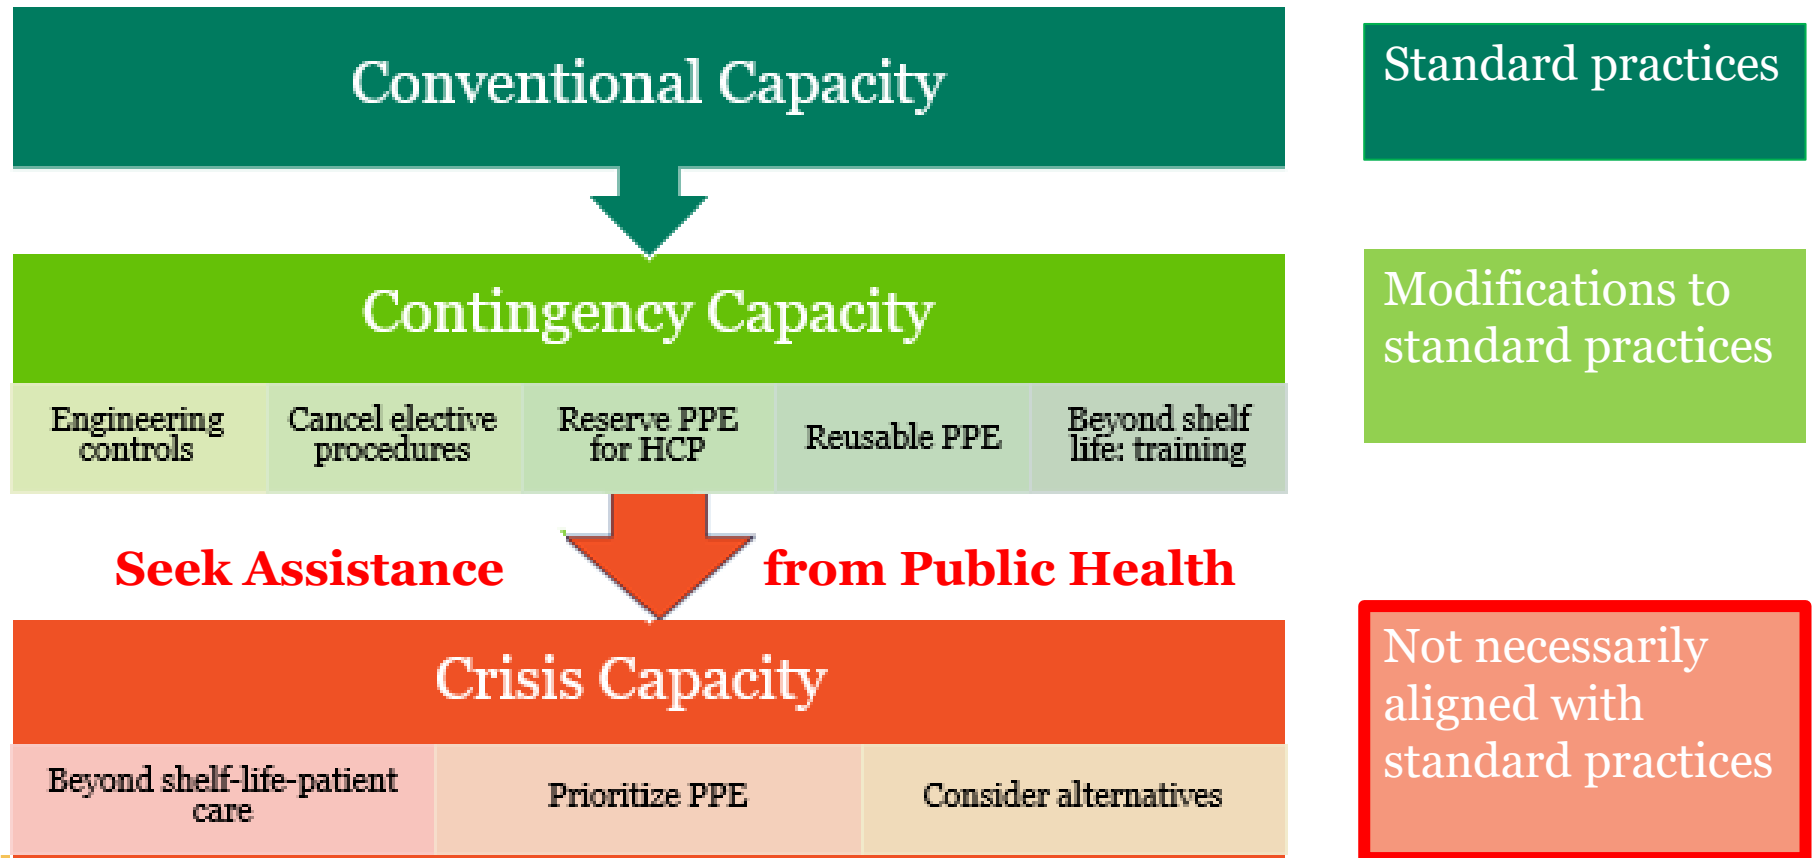 Conventional Capacity
Standard practices
Contingency Capacity
Modifications to
standard practices
Engineering
controls
Cancel elective
procedures
Reserve PPE
for HCP
Reusable PPE
Beyond shelf
life: training
Seek Assistance from Public Health
Crisis Capacity
Not necessarily
aligned with
standard practices
Beyond shelf-life-patient
care
Prioritize PPE
Consider alternatives